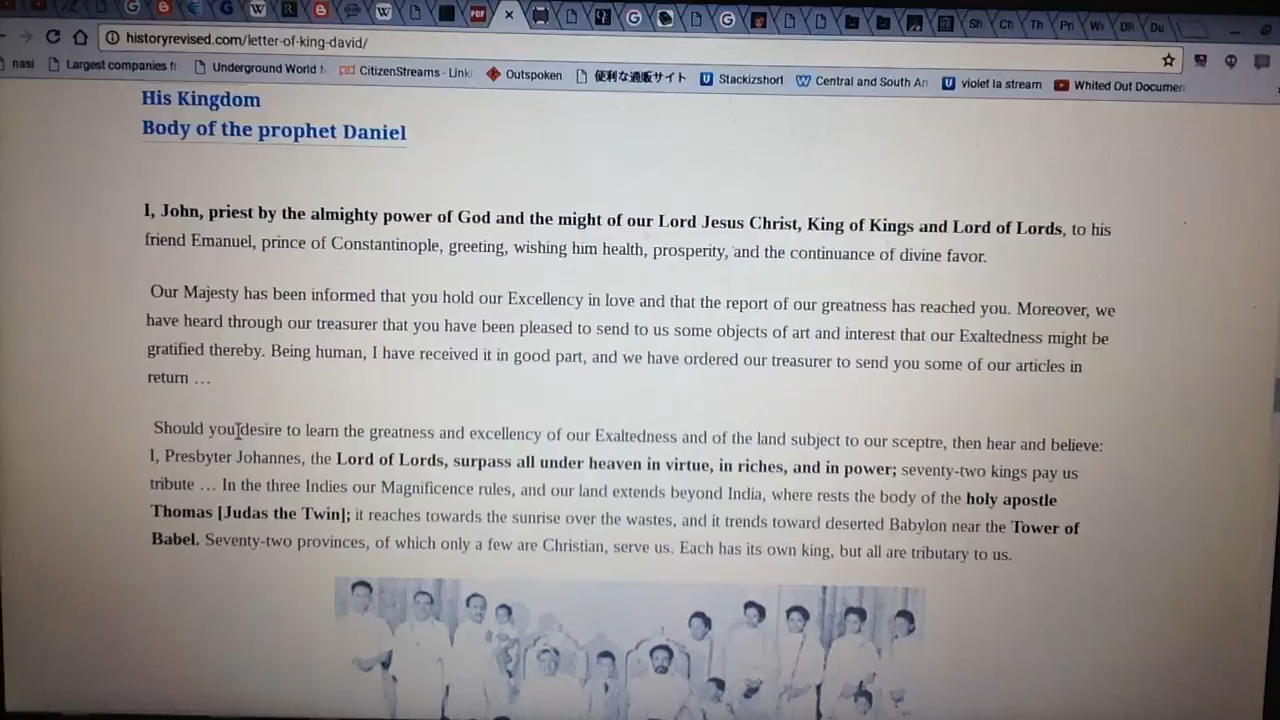 Sh Ch Th Pri Wi DR Du
historyrevised.com/letter-of-king-david/
nasi Largest companies fr Underground World CitizenStreams - Link Outspoken 便利な通販サイト Stackizshort Central and South Am violet la stream Whited Out Documen
His Kingdom
Body of the prophet Daniel
I, John, priest by the almighty power of God and the might of our Lord Jesus Christ, King of Kings and Lord of Lords, to his
friend Emanuel, prince of Constantinople, greeting, wishing him health, prosperity, and the continuance of divine favor.
Our Majesty has been informed that you hold our Excellency in love and that the report of our greatness has reached you. Moreover, we
have heard through our treasurer that you have been pleased to send to us some objects of art and interest that our Exaltedness might be
gratified thereby. Being human, I have received it in good part, and we have ordered our treasurer to send you some of our articles in
return …
Should you desire to learn the greatness and excellency of our Exaltedness and of the land subject to our sceptre, then hear and believe:
I, Presbyter Johannes, the Lord of Lords, surpass all under heaven in virtue, in riches, and in power; seventy-two kings pay us
tribute … In the three Indies our Magnificence rules, and our land extends beyond India, where rests the body of the holy apostle
Thomas [Judas the Twin]; it reaches towards the sunrise over the wastes, and it trends toward deserted Babylon near the Tower of
Babel. Seventy-two provinces, of which only a few are Christian, serve us. Each has its own king, but all are tributary to us.